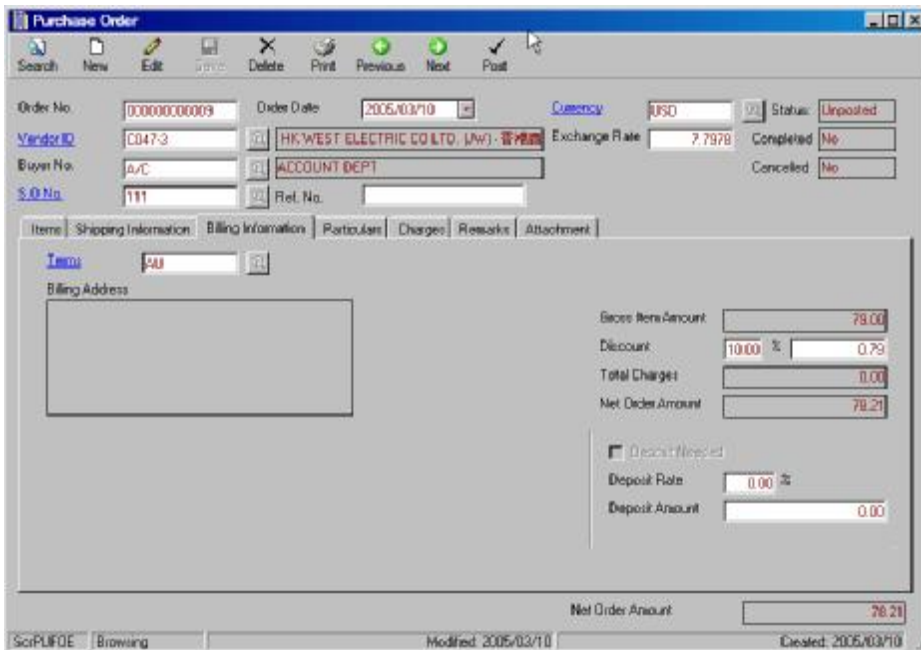 Purchase Order
Search New Edit Save Delete Print Previous Next Post
Order No. 000000000009 Order Date 2005/03/10 Currency USD Status: Unposted
Vendor ID C047-3 HK WEST ELECTRIC CO LTD. (JW) - Exchange Rate 7.7978 Completed No
Buyer No. A/C ACCOUNT DEPT Cancelled No
S.O No. 111 Ref. No.
Items Shipping Information Billing Information Particulars Charges Remarks Attachment
Terms
Billing Address
Gross Item Amount 79.00
Discount 10.00 % 0.79
Total Charges 0.00
Net Order Amount 78.21
Deposit Needed
Deposit Rate 0.00 %
Deposit Amount 0.00
Net Order Amount 78.21
Browsing Modified: 2005/03/10 Created: 2005/03/10